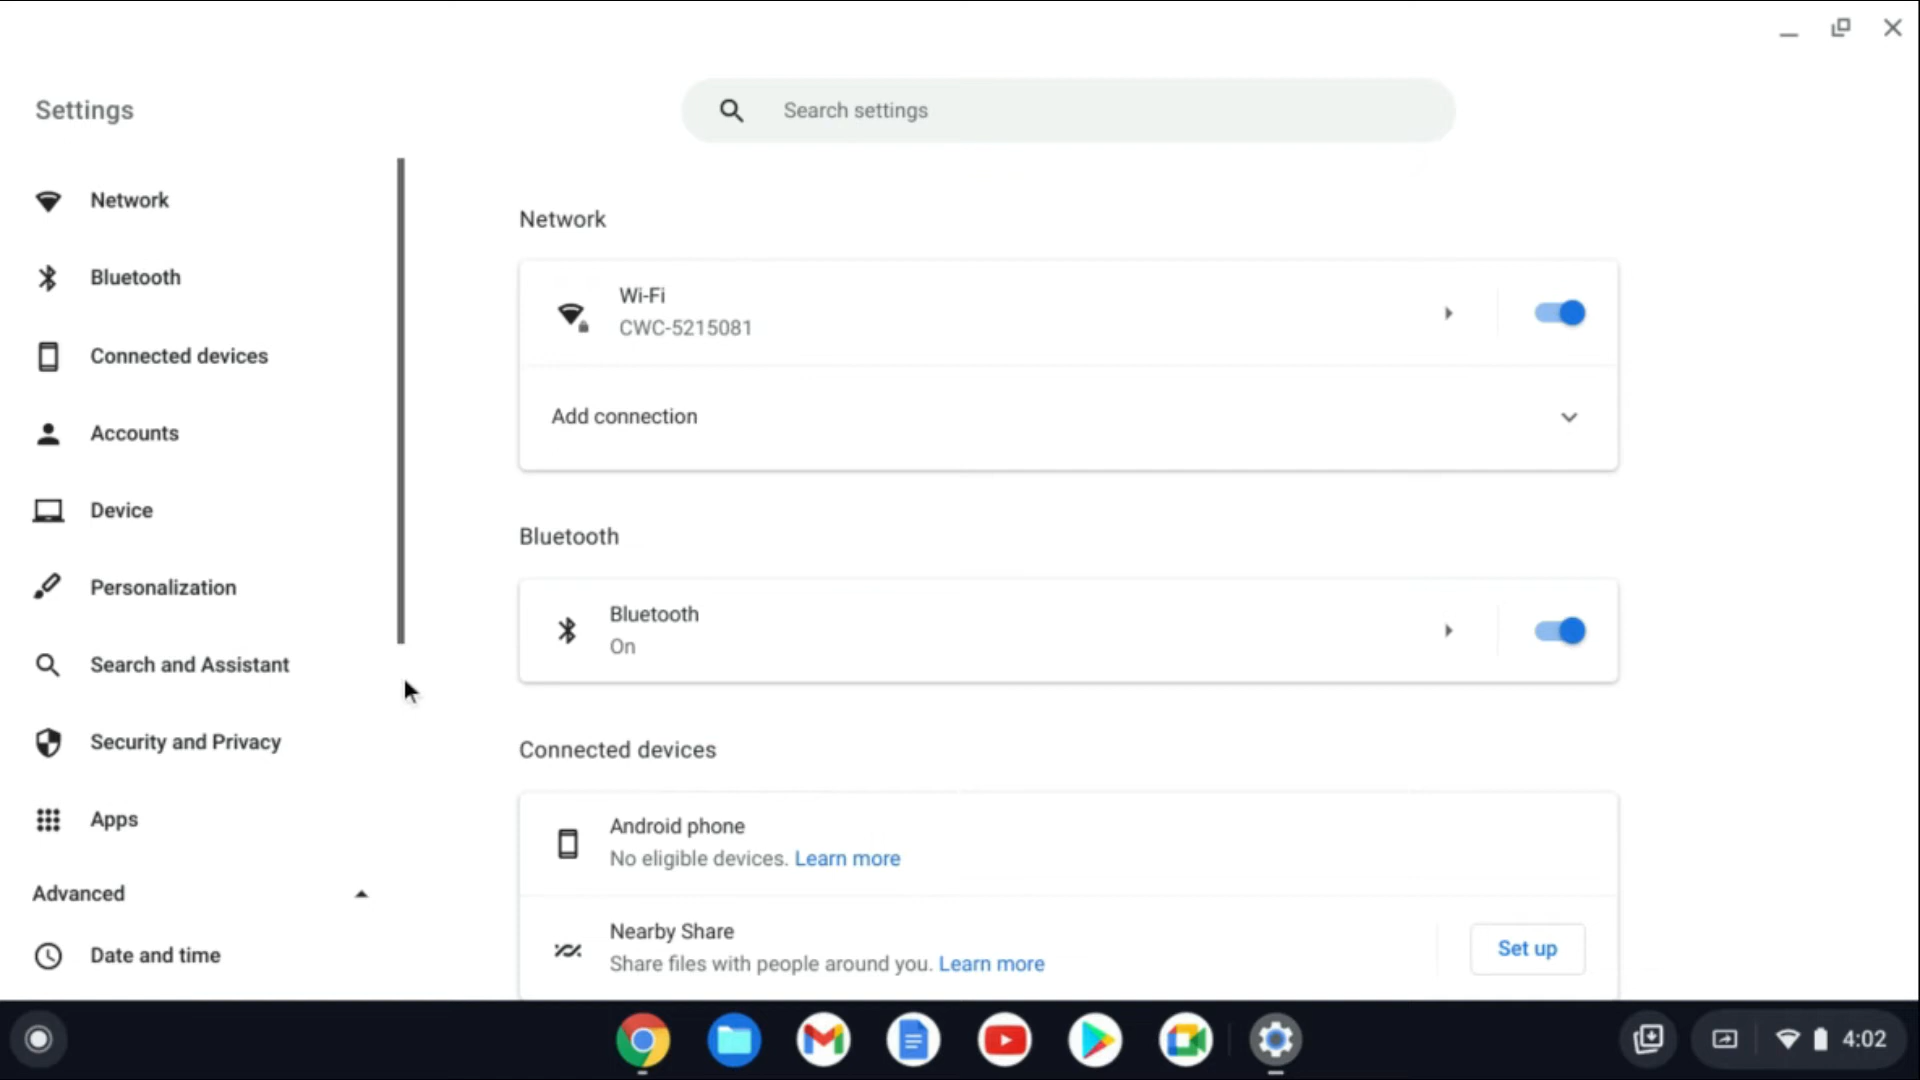 Settings
Search settings
Network
Bluetooth
Connected devices
Accounts
Device
Personalization
Search and Assistant
Security and Privacy
Apps
Advanced
Date and time
Network
Wi-Fi
CWC-5215081
Add connection
Bluetooth
Bluetooth
On
Connected devices
Android phone
No eligible devices. Learn more
Nearby Share
Share files with people around you. Learn more
Set up
4:02